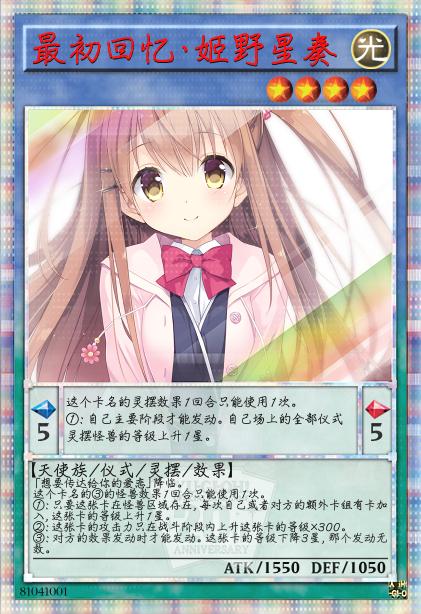 最初回忆·姬野星奏
光
这个卡名的灵摆效果1回合只能使用1次。
①:自己主要阶段才能发动。自己场上的全部仪式
灵摆怪兽的等级上升1星。
5
5
【天使族/仪式/灵摆/效果】
「想要传达给你的爱恋」降临。
这个卡名的③的怪兽效果1回合只能使用1次。
①:只要这张卡在怪兽区域存在,每次自己或者对方的额外卡组有卡加
入,这张卡的等级上升1星。
②:这张卡的攻击力只在战斗阶段内上升这张卡的等级×300。
③:对方的效果发动时才能发动。这张卡的等级下降3星,那个发动无
效。
ANNIVERSARY
ATK/1550 DEF/1050
81041001